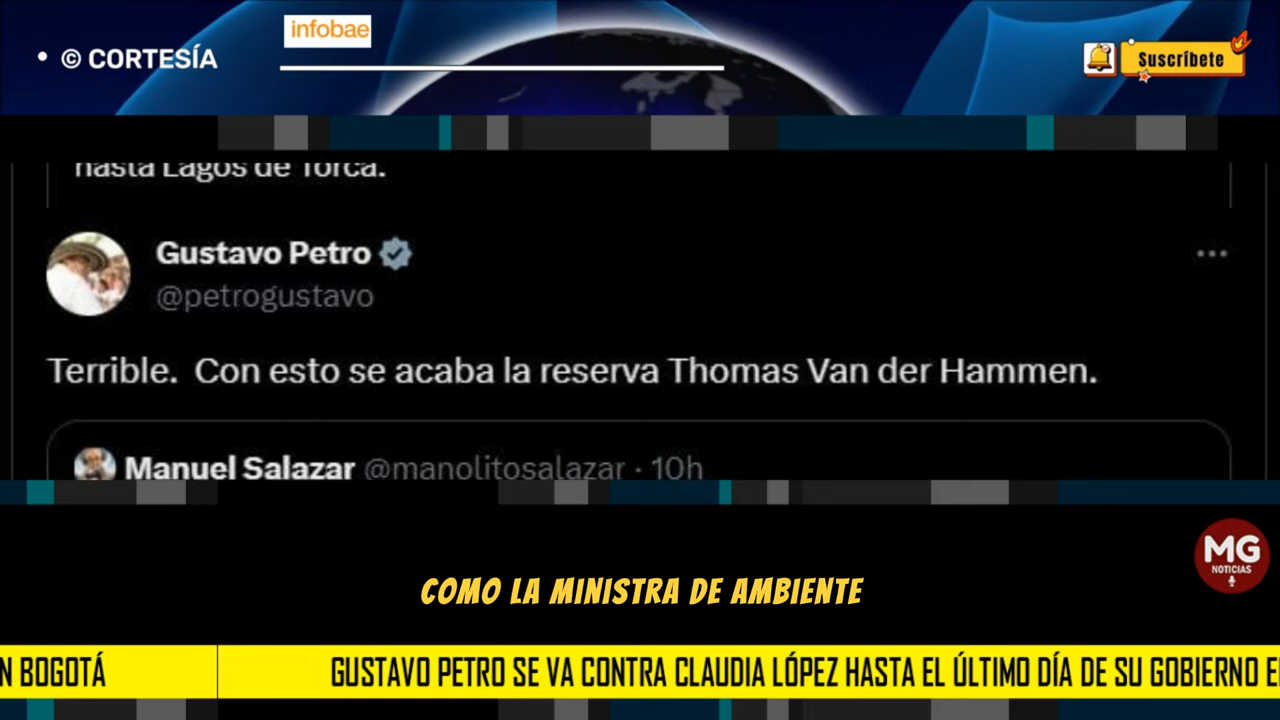 infobae
• © CORTESÍA
Suscríbete
hasta Lagos de Torca.
Gustavo Petro
@petrogustavo
Terrible. Con esto se acaba la reserva Thomas Van der Hammen.
Manuel Salazar @manolitosalazar · 10h
MG
NOTICIAS
COMO LA MINISTRA DE AMBIENTE
N BOGOTÁ
GUSTAVO PETRO SE VA CONTRA CLAUDIA LÓPEZ HASTA EL ÚLTIMO DÍA DE SU GOBIERNO E